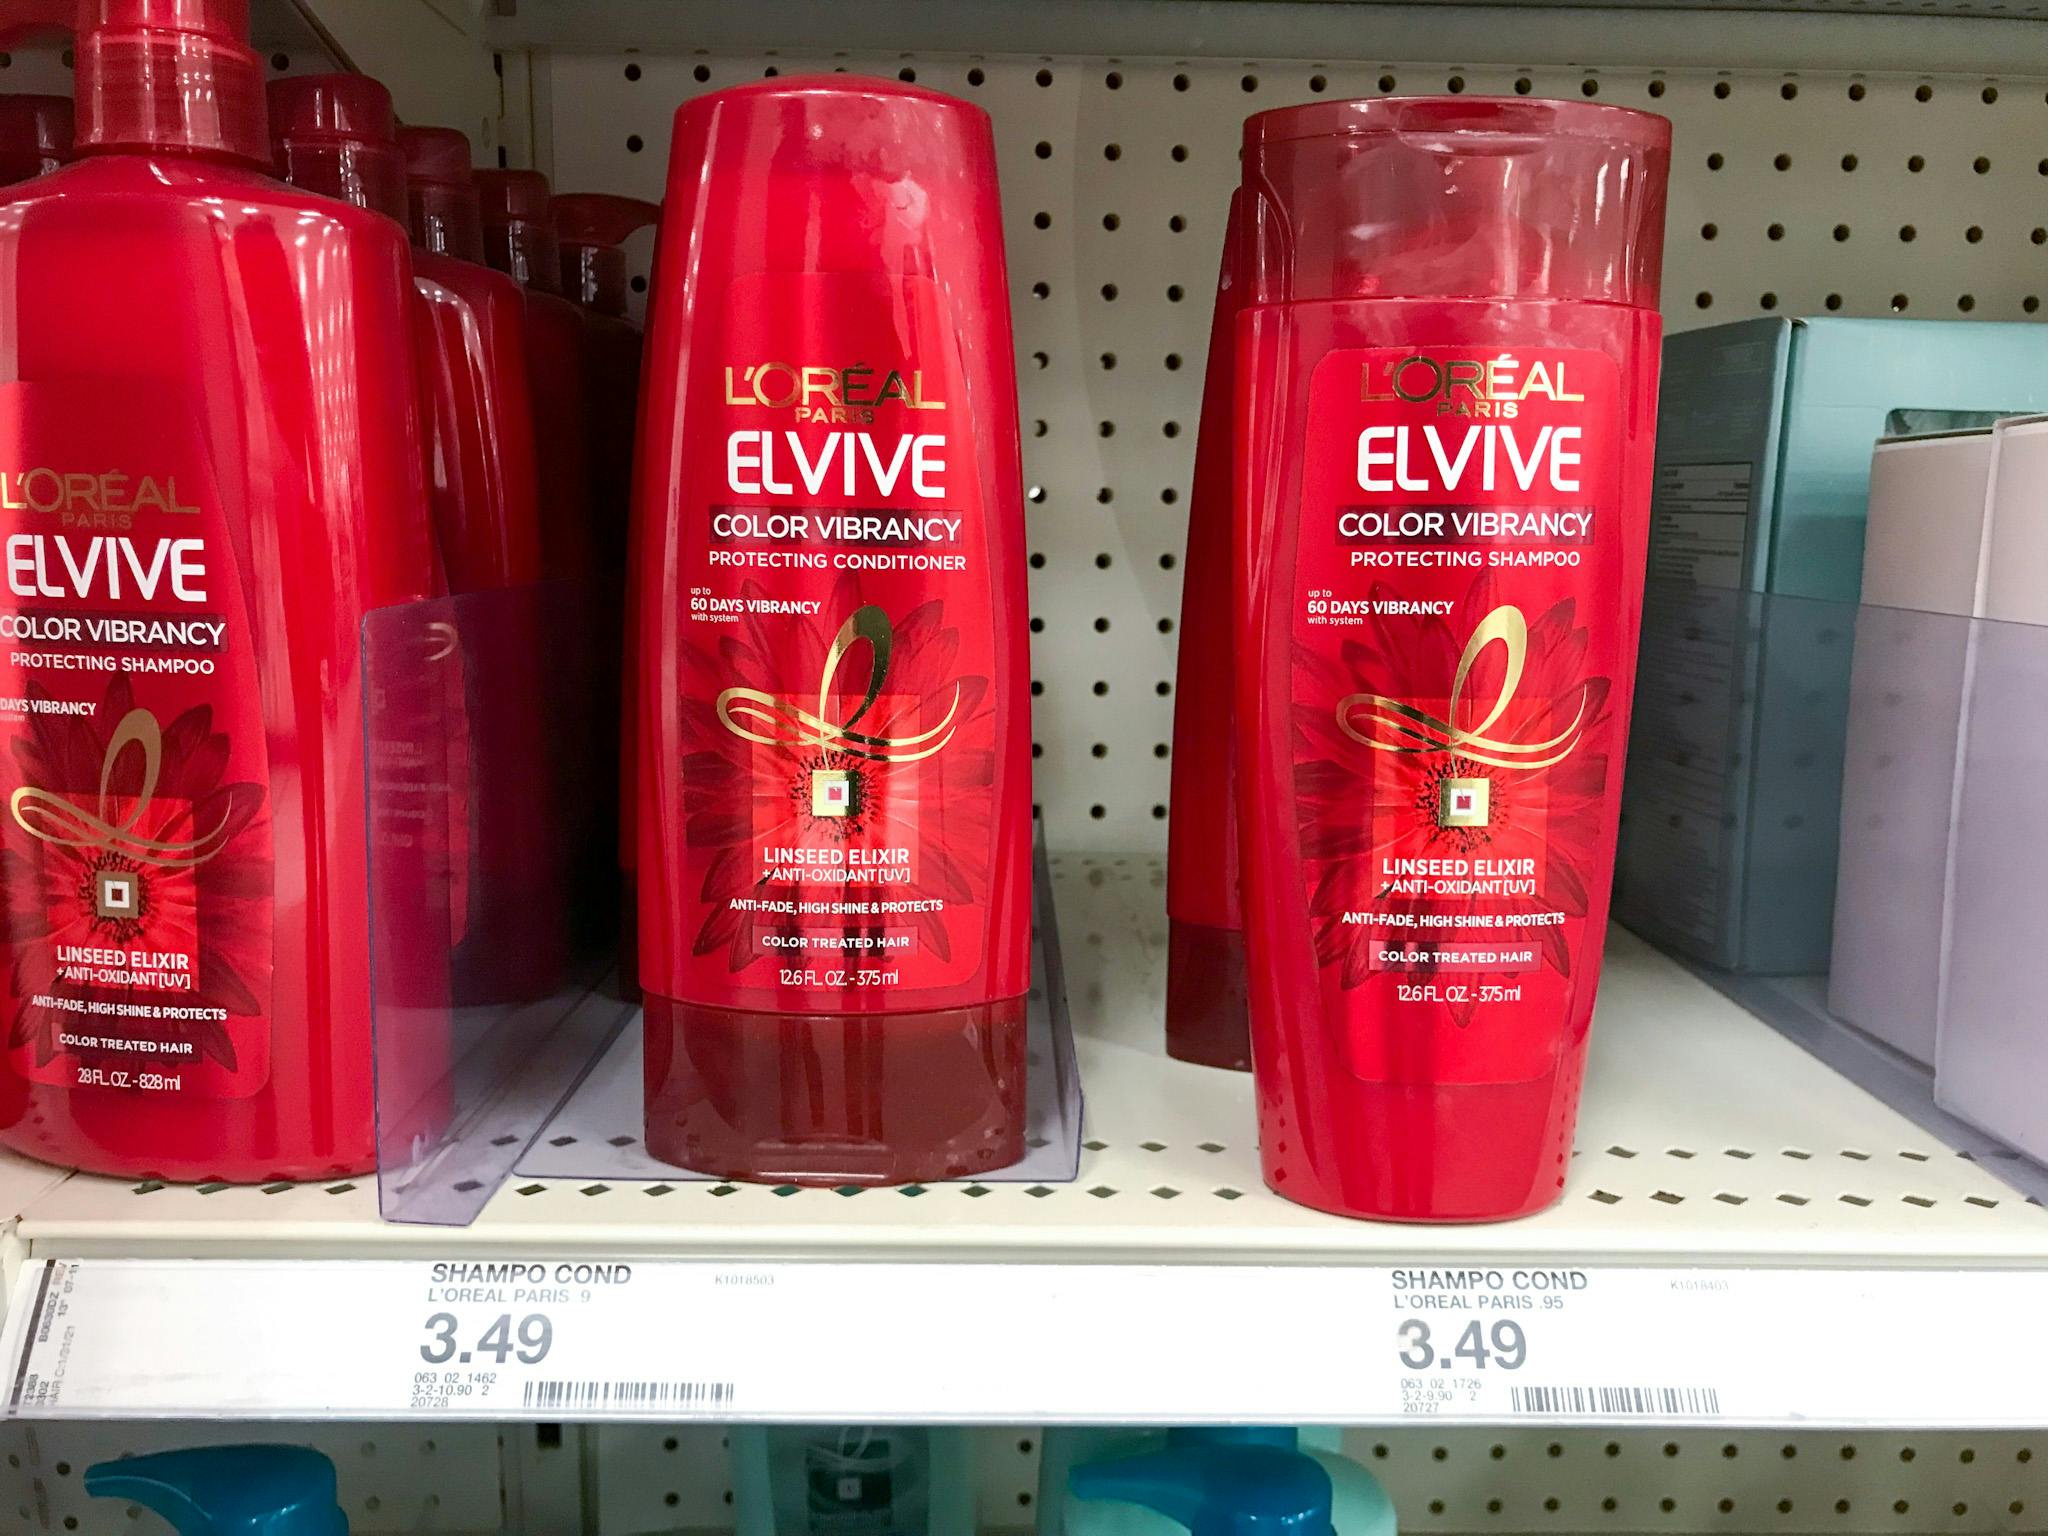 L'ORÉAL
PARIS
ELVIVE
COLOR VIBRANCY
PROTECTING SHAMPOO
DAYS VIBRANCY
system
LINSEED ELIXIR
+ANTI-OXIDANT[UV]
ANTI-FADE, HIGH SHINE & PROTECTS
COLOR TREATED HAIR
28 FL. OZ. - 828 ml
L'ORÉAL
PARIS
ELVIVE
COLOR VIBRANCY
PROTECTING CONDITIONER
up to
60 DAYS VIBRANCY
with system
LINSEED ELIXIR
+ANTI-OXIDANT[UV]
ANTI-FADE, HIGH SHINE & PROTECTS
COLOR TREATED HAIR
12.6 FL. OZ. - 375 ml
L'ORÉAL
PARIS
ELVIVE
COLOR VIBRANCY
PROTECTING SHAMPOO
up to
60 DAYS VIBRANCY
with system
LINSEED ELIXIR
+ANTI-OXIDANT[UV]
ANTI-FADE, HIGH SHINE & PROTECTS
COLOR TREATED HAIR
12.6 FL. OZ. - 375 ml
SHAMPO COND K1018503
L'OREAL PARIS 9
3.49
063 02 1462
3-2-10.90 2
20728
SHAMPO COND K1018403
L'OREAL PARIS .95
3.49
063 02 1726
3-2-9.90 2
20727